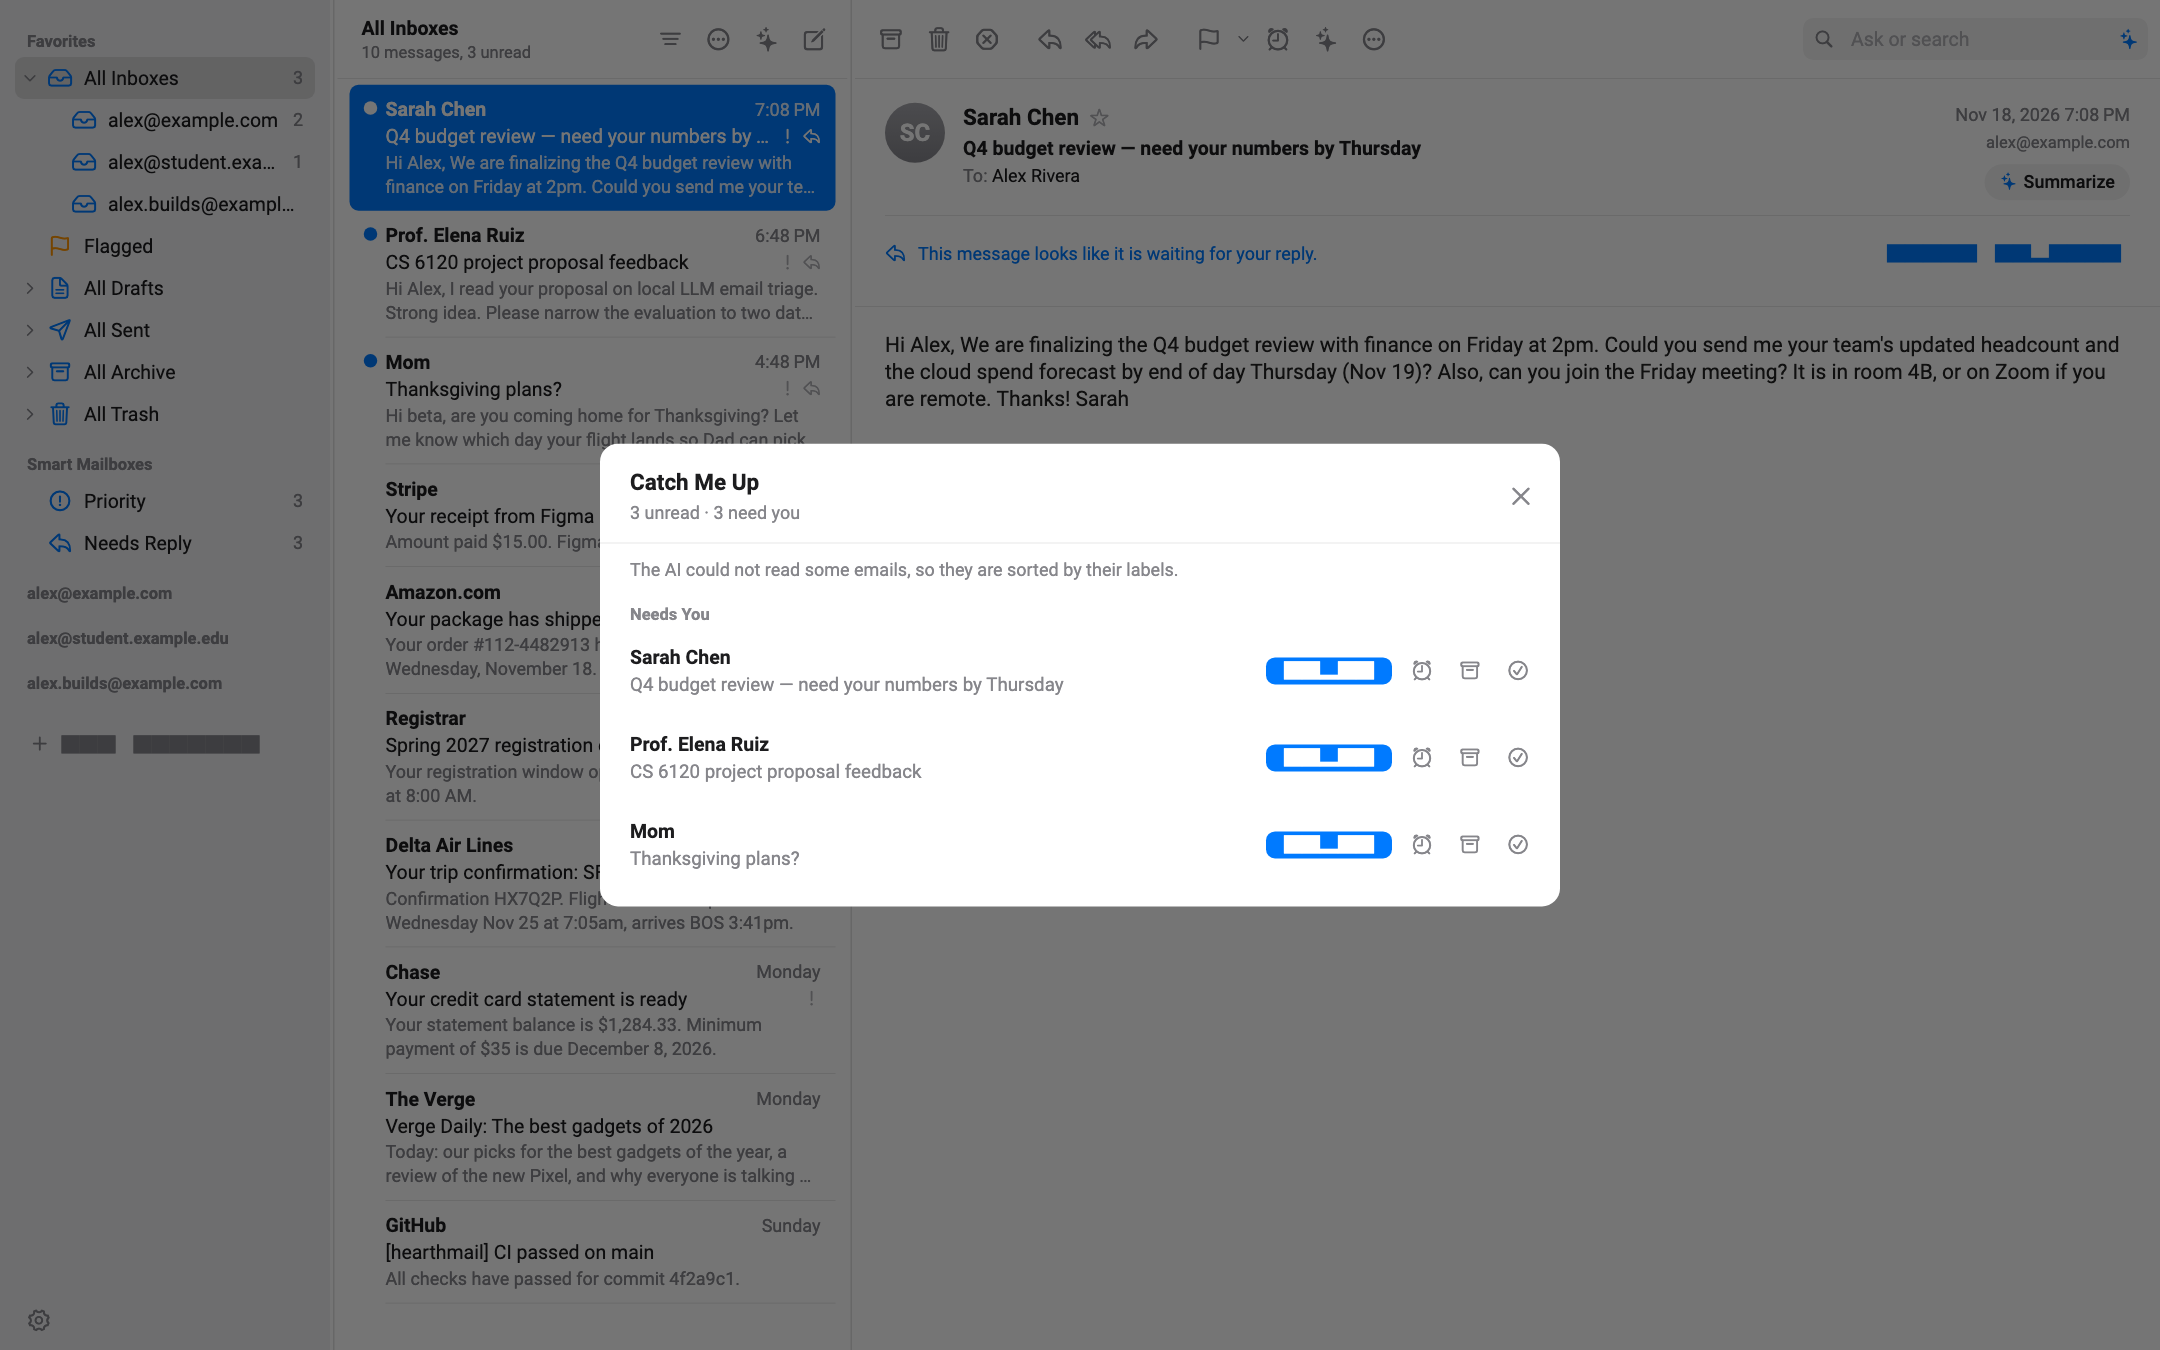 Favorites
All Inboxes 3
alex@example.com 2
alex@student.exa... 1
alex.builds@exampl...
Flagged
All Drafts
All Sent
All Archive
All Trash
Smart Mailboxes
Priority 3
Needs Reply 3
alex@example.com
alex@student.example.edu
alex.builds@example.com
All Inboxes
10 messages, 3 unread
Sarah Chen 7:08 PM
Q4 budget review — need your numbers by ... !
Hi Alex, We are finalizing the Q4 budget review with
finance on Friday at 2pm. Could you send me your te...
Prof. Elena Ruiz 6:48 PM
CS 6120 project proposal feedback !
Hi Alex, I read your proposal on local LLM email triage.
Strong idea. Please narrow the evaluation to two dat...
Mom 4:48 PM
Thanksgiving plans? !
Hi beta, are you coming home for Thanksgiving? Let
me know which day your flight lands so Dad can pick
Stripe
Your receipt from Figma
Amount paid $15.00. Figma
Amazon.com
Your package has shippe
Your order #112-4482913 h
Wednesday, November 18.
Registrar
Spring 2027 registration
Your registration window o
at 8:00 AM.
Delta Air Lines
Your trip confirmation: SF
Confirmation HX7Q2P. Fligh
Wednesday Nov 25 at 7:05am, arrives BOS 3:41pm.
Chase Monday
Your credit card statement is ready !
Your statement balance is $1,284.33. Minimum
payment of $35 is due December 8, 2026.
The Verge Monday
Verge Daily: The best gadgets of 2026
Today: our picks for the best gadgets of the year, a
review of the new Pixel, and why everyone is talking ...
GitHub Sunday
[hearthmail] CI passed on main
All checks have passed for commit 4f2a9c1.
Ask or search
SC
Sarah Chen
Q4 budget review — need your numbers by Thursday
To: Alex Rivera
Nov 18, 2026 7:08 PM
alex@example.com
Summarize
This message looks like it is waiting for your reply.
Hi Alex, We are finalizing the Q4 budget review with finance on Friday at 2pm. Could you send me your team's updated headcount and
the cloud spend forecast by end of day Thursday (Nov 19)? Also, can you join the Friday meeting? It is in room 4B, or on Zoom if you
are remote. Thanks! Sarah
Catch Me Up
3 unread · 3 need you
The AI could not read some emails, so they are sorted by their labels.
Needs You
Sarah Chen
Q4 budget review — need your numbers by Thursday
Prof. Elena Ruiz
CS 6120 project proposal feedback
Mom
Thanksgiving plans?